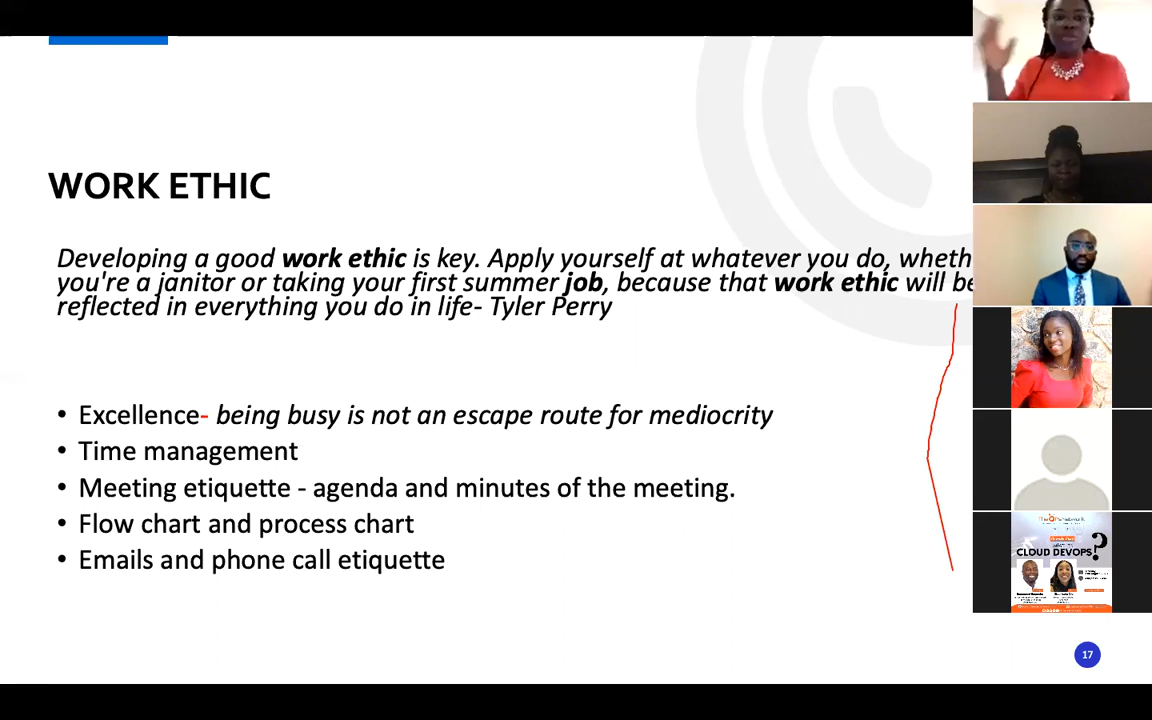 WORK ETHIC
Developing a good work ethic is key. Apply yourself at whatever you do, wheth
you're a janitor or taking your first summer job, because that work ethic will be
reflected in everything you do in life- Tyler Perry
• Excellence- being busy is not an escape route for mediocrity
• Time management
• Meeting etiquette - agenda and minutes of the meeting.
• Flow chart and process chart
• Emails and phone call etiquette
CLOUD DEVOPS?
17